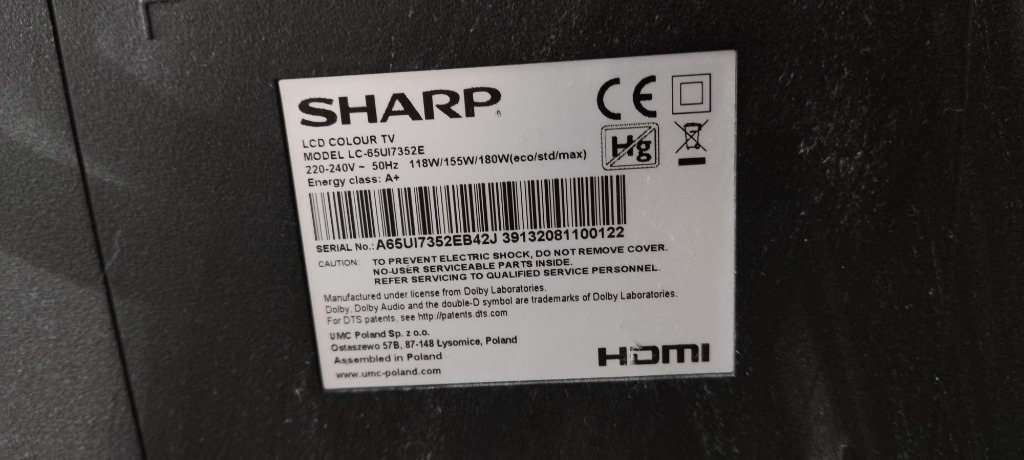 SHARP®
LCD COLOUR TV
MODEL LC-65UI7352E
220-240V ~ 50Hz 118W/155W/180W(eco/std/max)
Energy class: A+
CE
Hg
SERIAL No.: A65UI7352EB42J 39132081100122
CAUTION: TO PREVENT ELECTRIC SHOCK, DO NOT REMOVE COVER.
NO-USER SERVICEABLE PARTS INSIDE.
REFER SERVICING TO QUALIFIED SERVICE PERSONNEL.
Manufactured under license from Dolby Laboratories.
Dolby, Dolby Audio and the double-D symbol are trademarks of Dolby Laboratories.
For DTS patents, see http://patents.dts.com
UMC Poland Sp. z o.o.
Ostaszewo 57B, 87-148 Łysomice, Poland
Assembled in Poland
www.umc-poland.com
HDMI